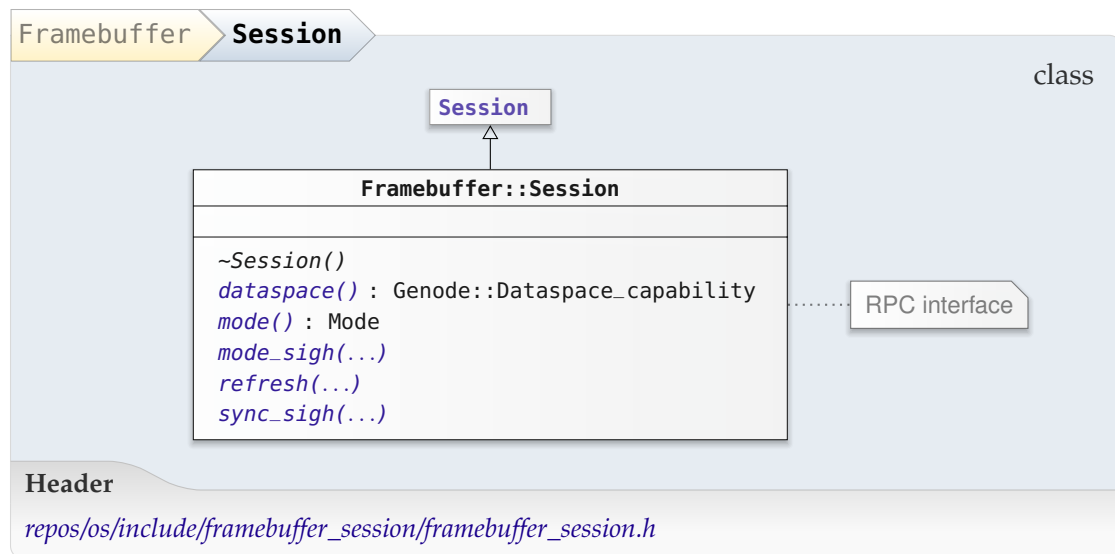 Framebuffer Session
class
Session
Framebuffer::Session
~Session()
dataspace() : Genode::Dataspace_capability
mode() : Mode
mode_sigh(...)
refresh(...)
sync_sigh(...)
RPC interface
Header
repos/os/include/framebuffer_session/framebuffer_session.h